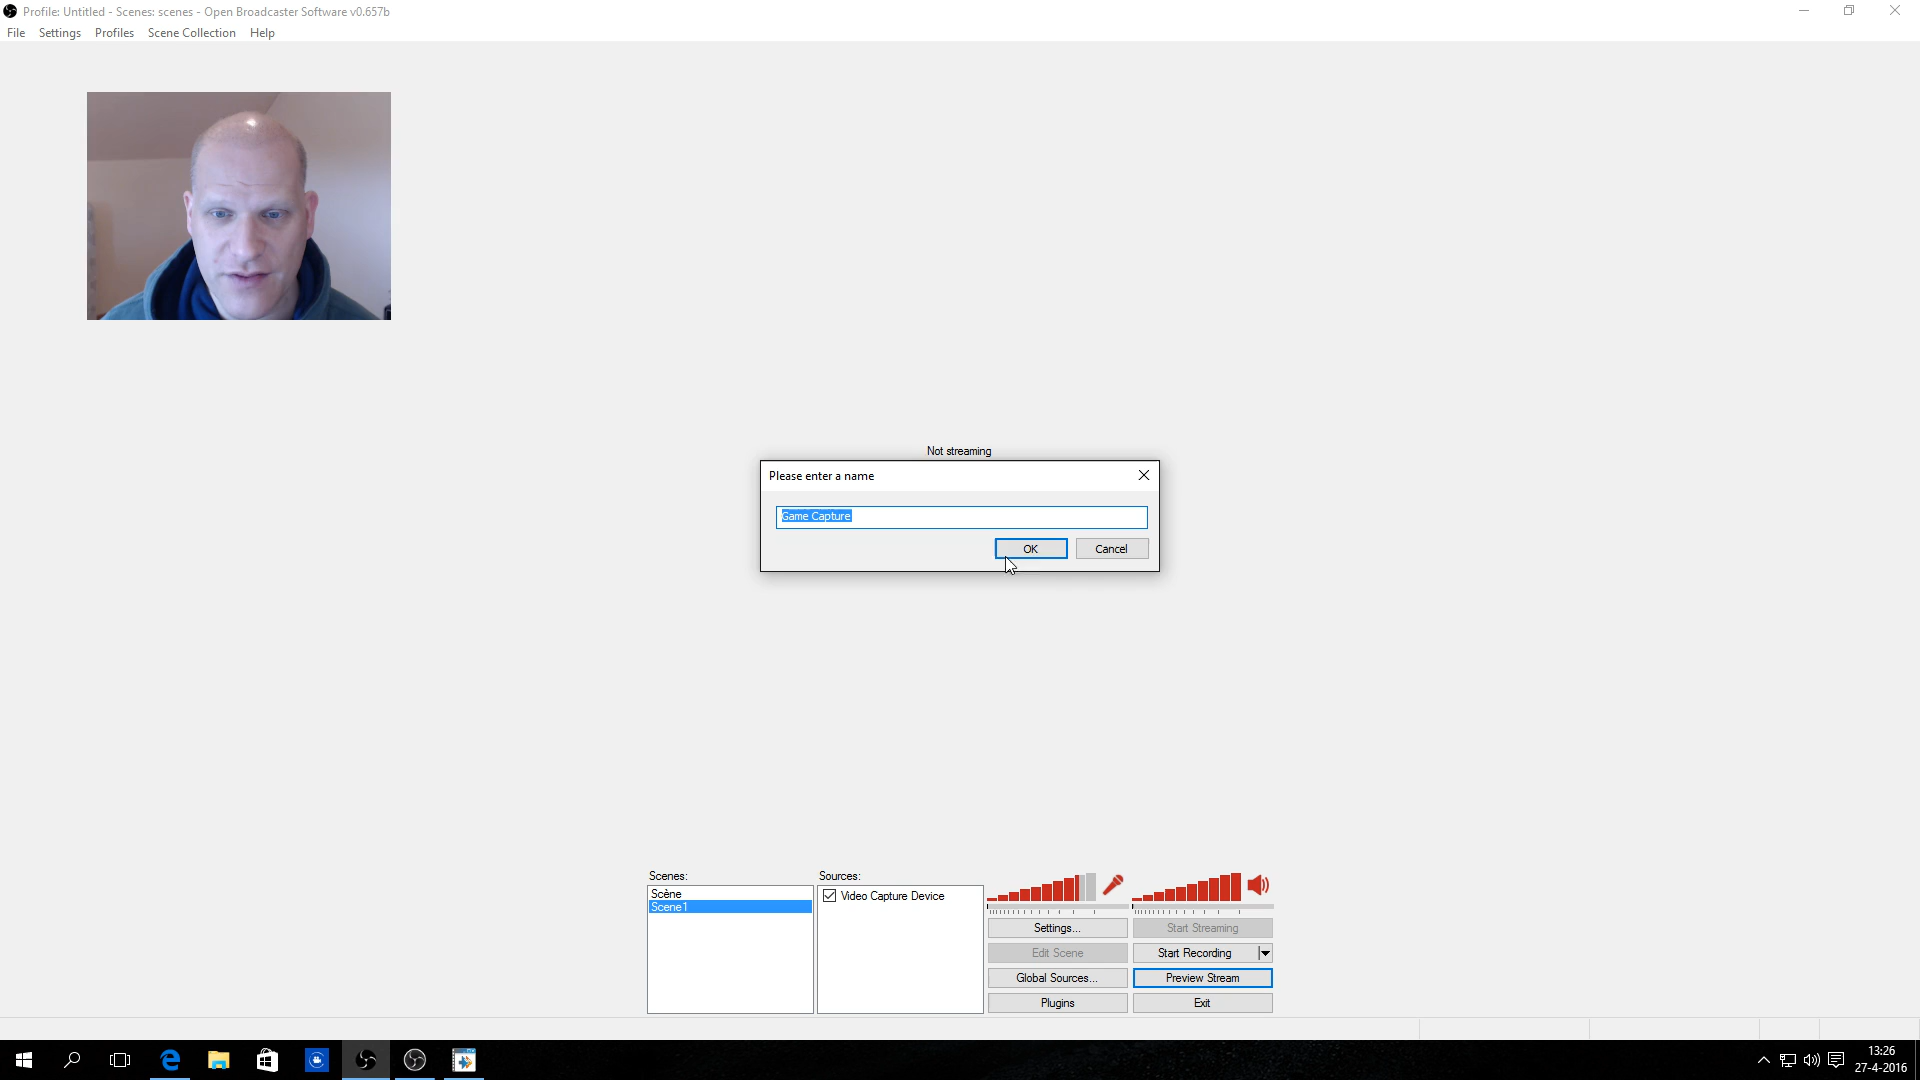 Profile: Untitled - Scenes: scenes - Open Broadcaster Software v0.657b
File Settings Profiles Scene Collection Help
Not streaming
Please enter a name
Game Capture
OK Cancel
Scenes: Sources:
Scène
Scene1
Video Capture Device
Settings... Start Streaming
Edit Scene Start Recording
Global Sources... Preview Stream
Plugins Exit
13:26
27-4-2016